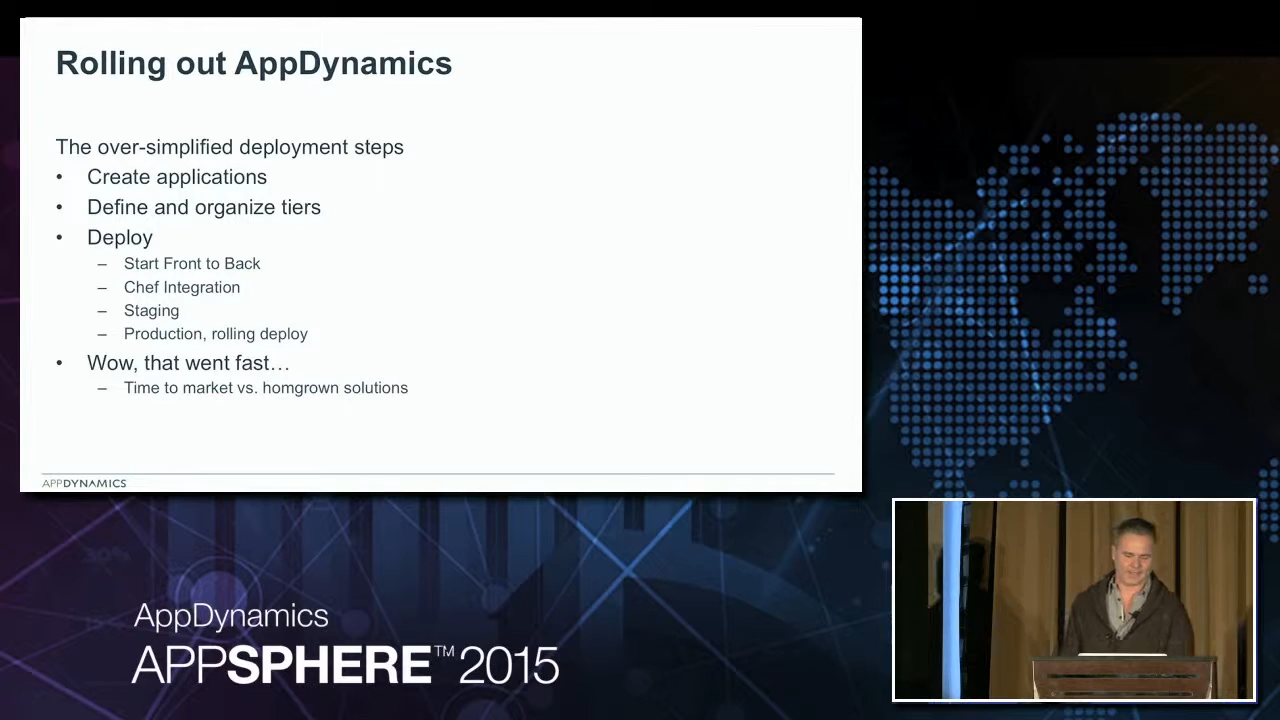 Rolling out AppDynamics
The over-simplified deployment steps
• Create applications
• Define and organize tiers
• Deploy
– Start Front to Back
– Chef Integration
– Staging
– Production, rolling deploy
• Wow, that went fast…
– Time to market vs. homgrown solutions
APPDYNAMICS
30%
AppDynamics
APPSPHERE™ 2015